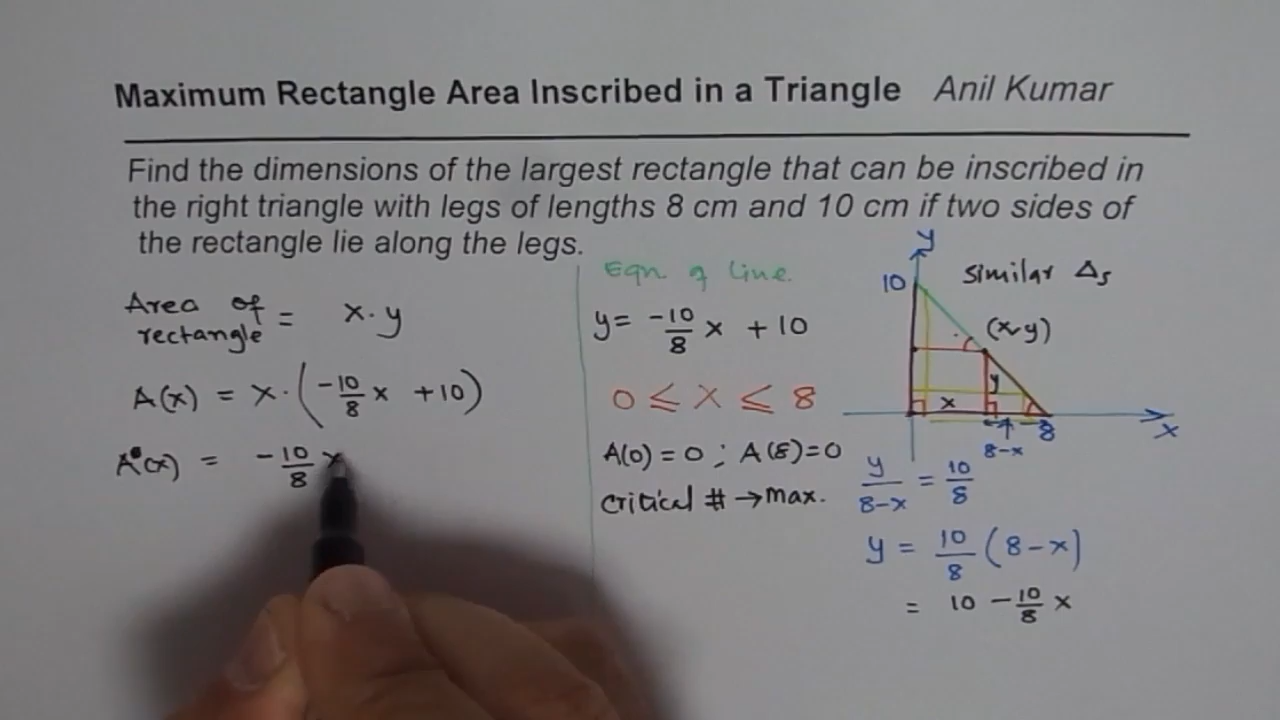 Maximum Rectangle Area Inscribed in a Triangle Anil Kumar
Find the dimensions of the largest rectangle that can be inscribed in
the right triangle with legs of lengths 8 cm and 10 cm if two sides of
the rectangle lie along the legs.
Area of
rectangle = x · y
A(x) = x · (-10/8 x + 10)
A(x) = -10/8 x
Eqn. of line
y = -10/8 x + 10
0 ≤ x ≤ 8
A(0) = 0 ; A(8) = 0
critical # → max.
y
10
similar Δs
(x, y)
y
x
8
x
8-x
y/8-x = 10/8
y = 10/8 (8-x)
= 10 - 10/8 x